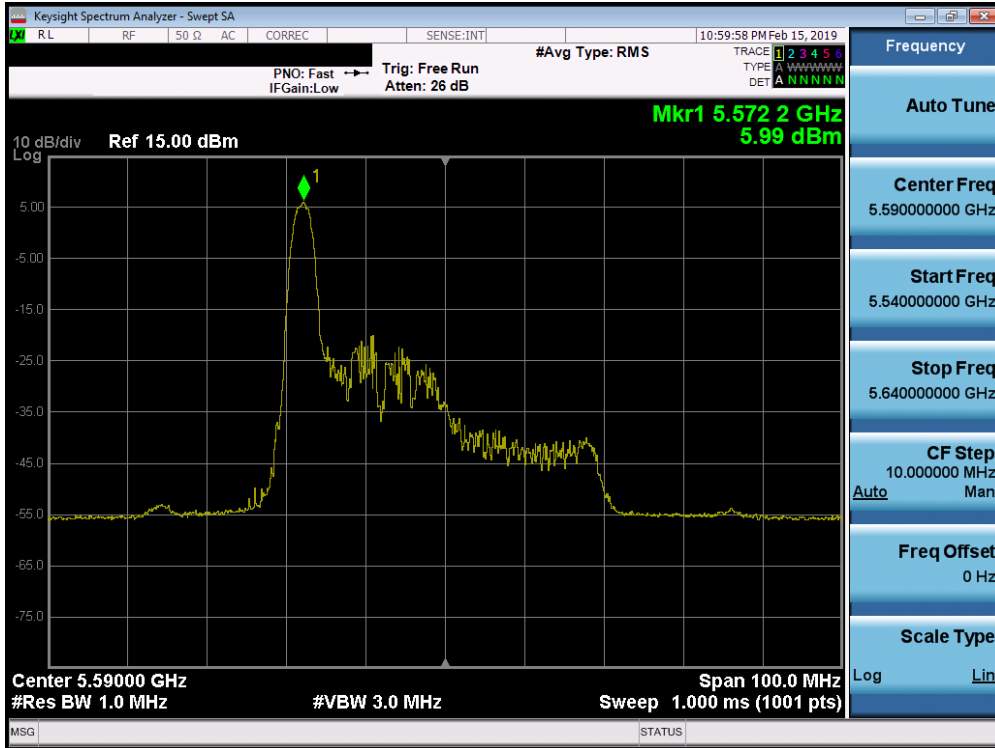 Keysight Spectrum Analyzer - Swept SA
LXI RL RF 50 Ω AC CORREC SENSE:INT 10:59:58 PM Feb 15, 2019
#Avg Type: RMS TRACE 1 2 3 4 5 6
PNO: Fast Trig: Free Run TYPE A WWWWW
IFGain:Low Atten: 26 dB DET A N N N N N
Mkr1 5.572 2 GHz
5.99 dBm
10 dB/div Ref 15.00 dBm
Log
1
5.00
-5.00
-15.0
-25.0
-35.0
-45.0
-55.0
-65.0
-75.0
Center 5.59000 GHz Span 100.0 MHz
#Res BW 1.0 MHz #VBW 3.0 MHz Sweep 1.000 ms (1001 pts)
MSG STATUS
Frequency
Auto Tune
Center Freq
5.590000000 GHz
Start Freq
5.540000000 GHz
Stop Freq
5.640000000 GHz
CF Step
10.000000 MHz
Auto Man
Freq Offset
0 Hz
Scale Type
Log Lin